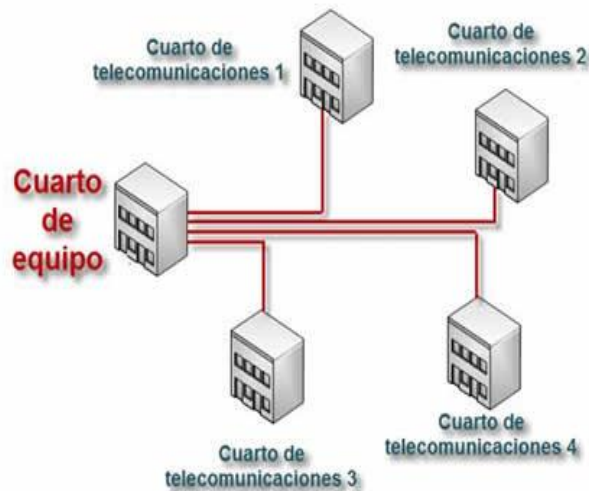 Cuarto de
telecomunicaciones 1
Cuarto de
telecomunicaciones 2
Cuarto
de
equipo
Cuarto de
telecomunicaciones 3
Cuarto de
telecomunicaciones 4